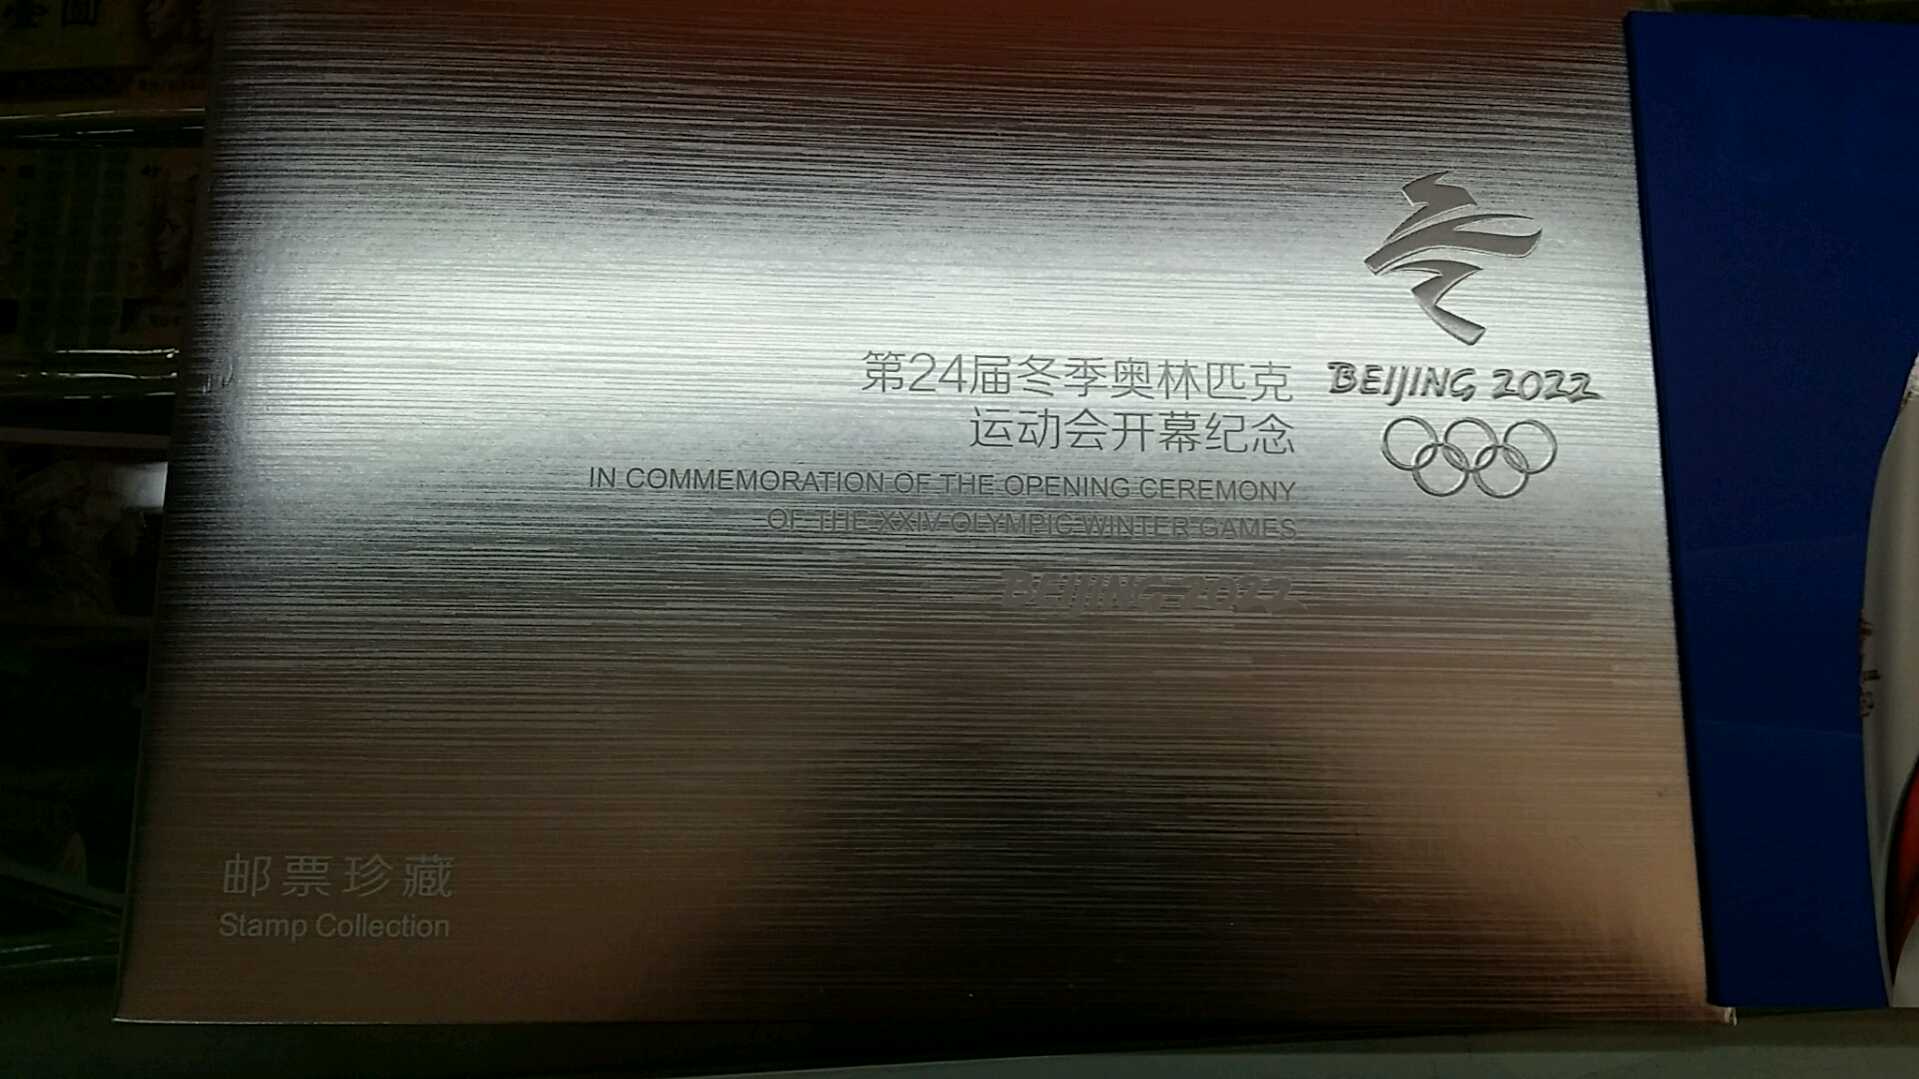 壹圓
第24届冬季奥林匹克
运动会开幕纪念
IN COMMEMORATION OF THE OPENING CEREMONY
OF THE XXIV OLYMPIC WINTER GAMES
BEIJING 2022
BEIJING 2022
邮票珍藏
Stamp Collection